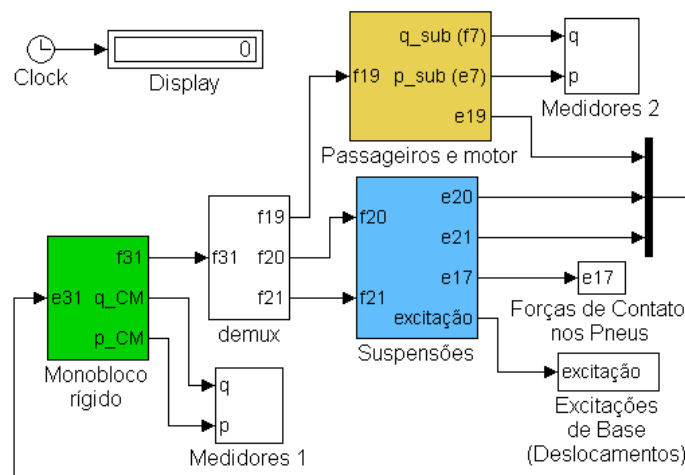 Clock
0
Display
f19
q_sub (f7)
p_sub (e7)
e19
Passageiros e motor
q
p
Medidores 2
e31
f31
q_CM
p_CM
Monobloco
rígido
f31
f19
f20
f21
demux
f20
f21
e20
e21
e17
excitação
Suspensões
e17
Forças de Contato
nos Pneus
excitação
Excitações
de Base
(Deslocamentos)
q
p
Medidores 1